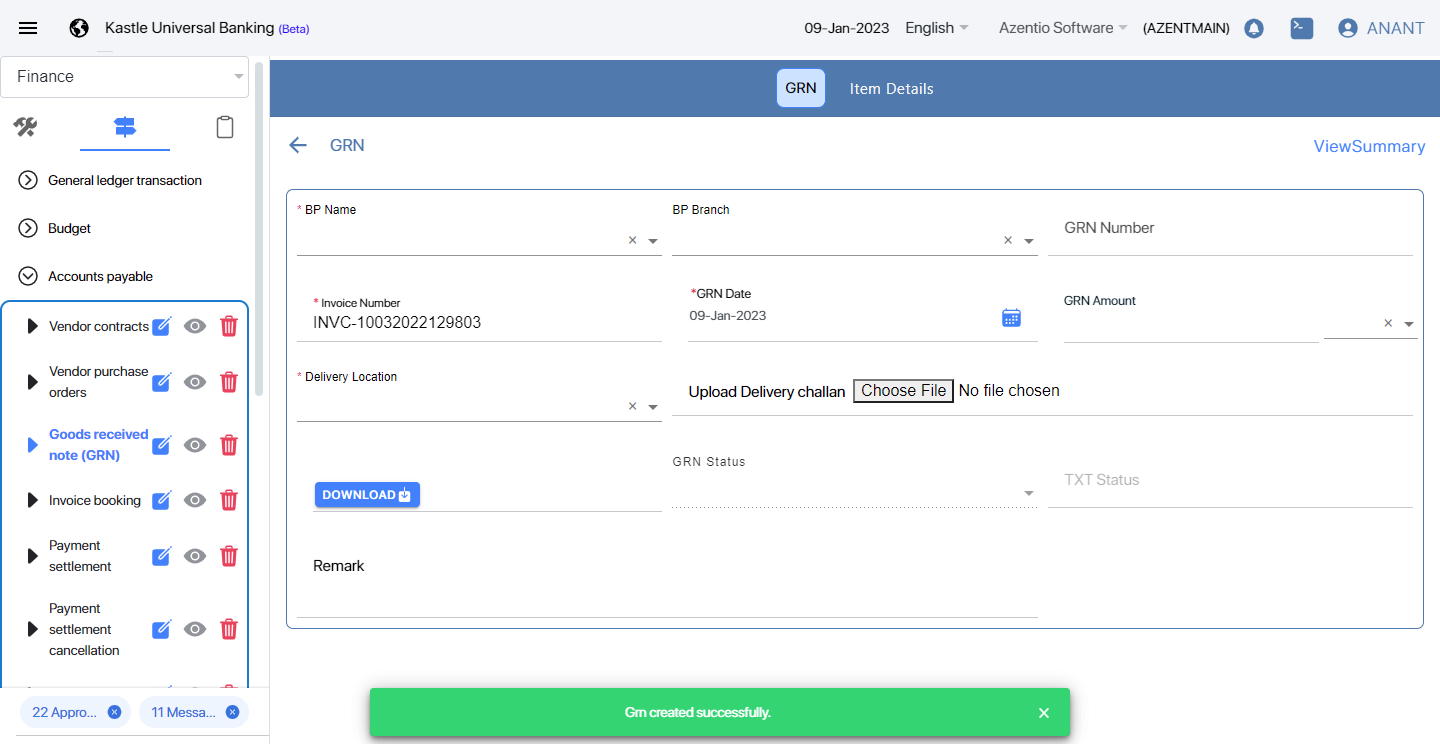 Kastle Universal Banking (Beta)
09-Jan-2023
English
Azentio Software
(AZENTMAIN)
ANANT
Finance
General ledger transaction
Budget
Accounts payable
Vendor contracts
Vendor purchase
orders
Goods received
note (GRN)
Invoice booking
Payment
settlement
Payment
settlement
cancellation
22 Appro...
11 Messa...
GRN
Item Details
GRN
ViewSummary
* BP Name
BP Branch
GRN Number
* Invoice Number
INVC-10032022129803
*GRN Date
09-Jan-2023
GRN Amount
* Delivery Location
Upload Delivery challan Choose File No file chosen
DOWNLOAD
GRN Status
TXT Status
Remark
Grn created successfully.